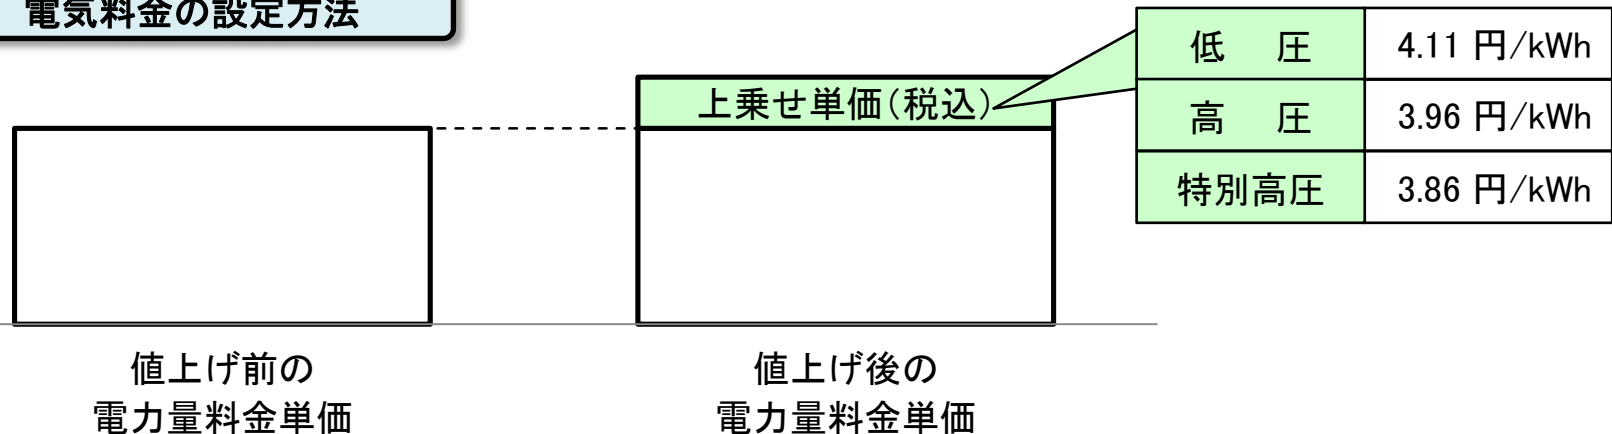 電気料金の設定方法
低　圧　4.11 円/kWh
上乗せ単価(税込)
高　圧　3.96 円/kWh
特別高圧　3.86 円/kWh
値上げ前の
電力量料金単価
値上げ後の
電力量料金単価